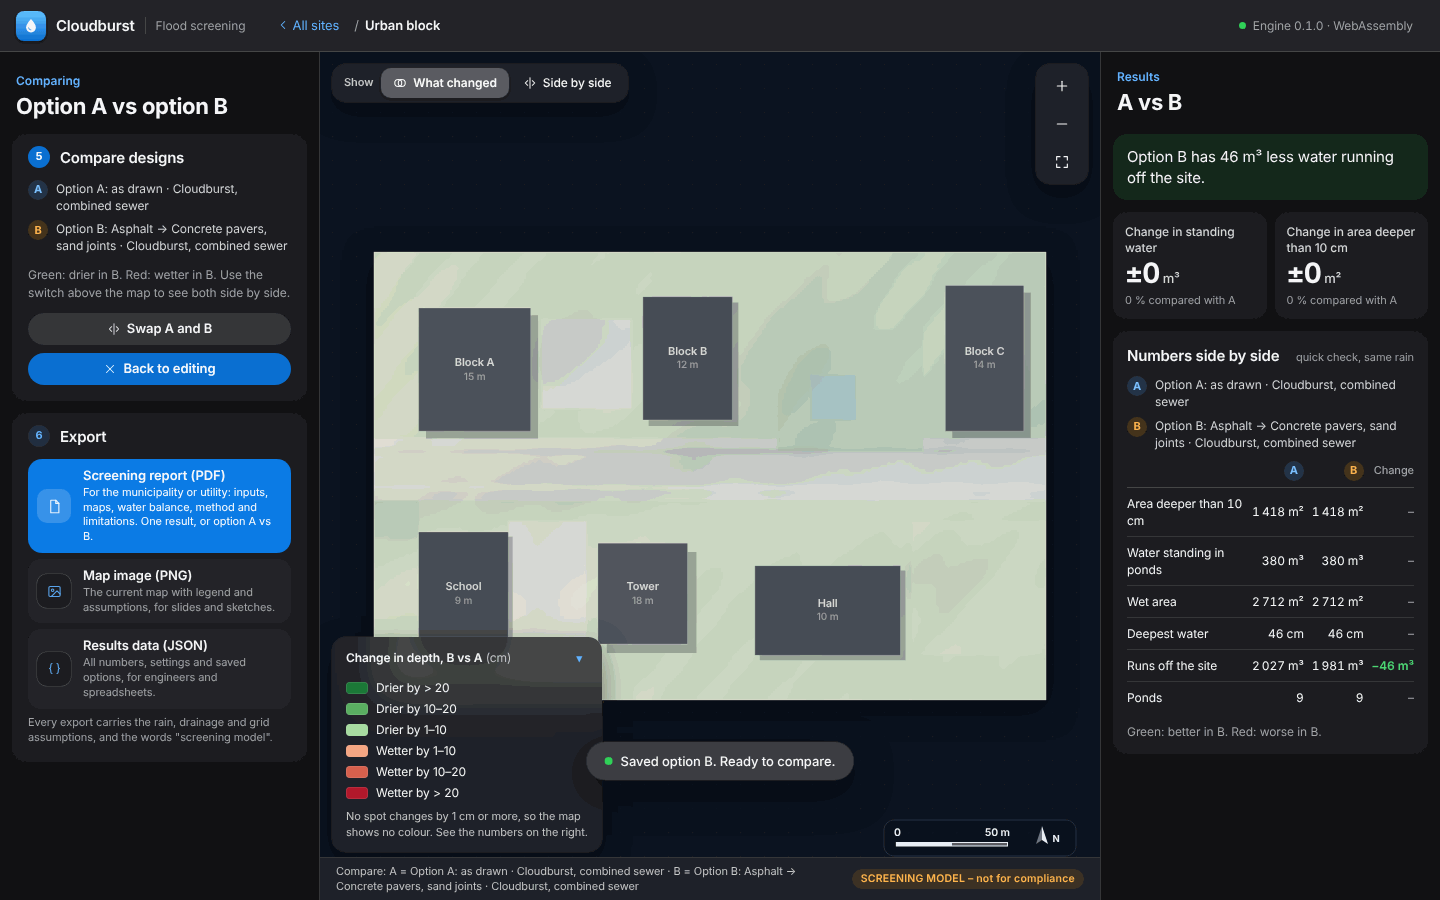 Cloudburst
Flood screening
All sites
/ Urban block
Engine 0.1.0 · WebAssembly
Comparing
Option A vs option B
5 Compare designs
A Option A: as drawn · Cloudburst,
combined sewer
B Option B: Asphalt → Concrete pavers,
sand joints · Cloudburst, combined sewer
Green: drier in B. Red: wetter in B. Use the
switch above the map to see both side by side.
Swap A and B
Back to editing
6 Export
Screening report (PDF)
For the municipality or utility: inputs,
maps, water balance, method and
limitations. One result, or option A vs
B.
Map image (PNG)
The current map with legend and
assumptions, for slides and sketches.
{ } Results data (JSON)
All numbers, settings and saved
options, for engineers and
spreadsheets.
Every export carries the rain, drainage and grid
assumptions, and the words "screening model".
Show What changed Side by side
+
−
Block A
15 m
Block B
12 m
Block C
14 m
School
9 m
Tower
18 m
Hall
10 m
Change in depth, B vs A (cm)
Drier by > 20
Drier by 10–20
Drier by 1–10
Wetter by 1–10
Wetter by 10–20
Wetter by > 20
No spot changes by 1 cm or more, so the map
shows no colour. See the numbers on the right.
Saved option B. Ready to compare.
0 50 m
N
Compare: A = Option A: as drawn · Cloudburst, combined sewer · B = Option B: Asphalt →
Concrete pavers, sand joints · Cloudburst, combined sewer
SCREENING MODEL – not for compliance
Results
A vs B
Option B has 46 m³ less water running
off the site.
Change in standing
water
±0 m³
0 % compared with A
Change in area deeper
than 10 cm
±0 m²
0 % compared with A
Numbers side by side quick check, same rain
A Option A: as drawn · Cloudburst, combined
sewer
B Option B: Asphalt → Concrete pavers, sand
joints · Cloudburst, combined sewer
A B Change
Area deeper than 10
cm 1 418 m² 1 418 m² –
Water standing in
ponds 380 m³ 380 m³ –
Wet area 2 712 m² 2 712 m² –
Deepest water 46 cm 46 cm –
Runs off the site 2 027 m³ 1 981 m³ −46 m³
Ponds 9 9 –
Green: better in B. Red: worse in B.